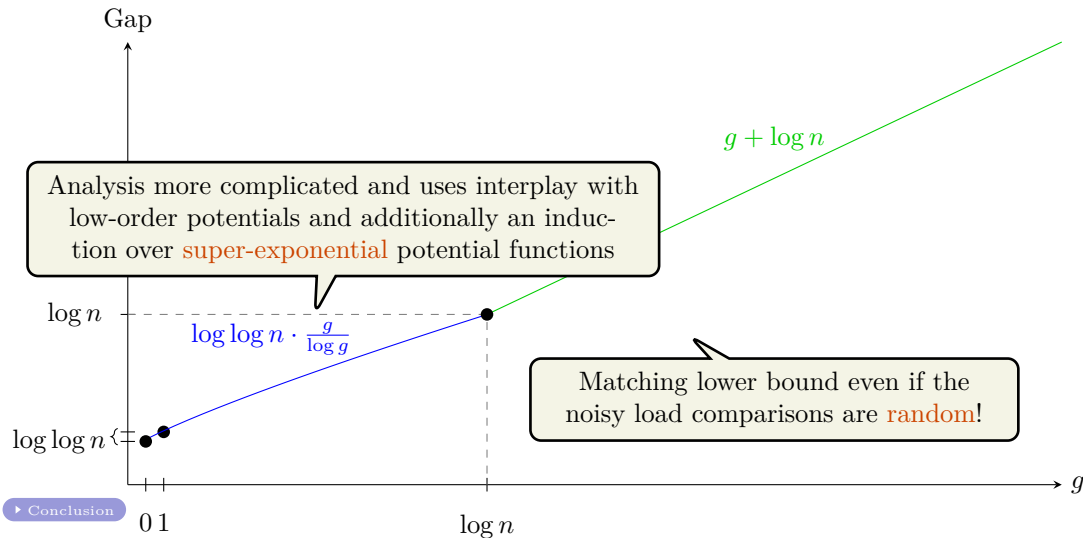 Gap
g + log n
Analysis more complicated and uses interplay with
low-order potentials and additionally an induc-
tion over super-exponential potential functions
log n
log log n · g/log g
Matching lower bound even if the
noisy load comparisons are random!
log log n
g
Conclusion
0 1
log n